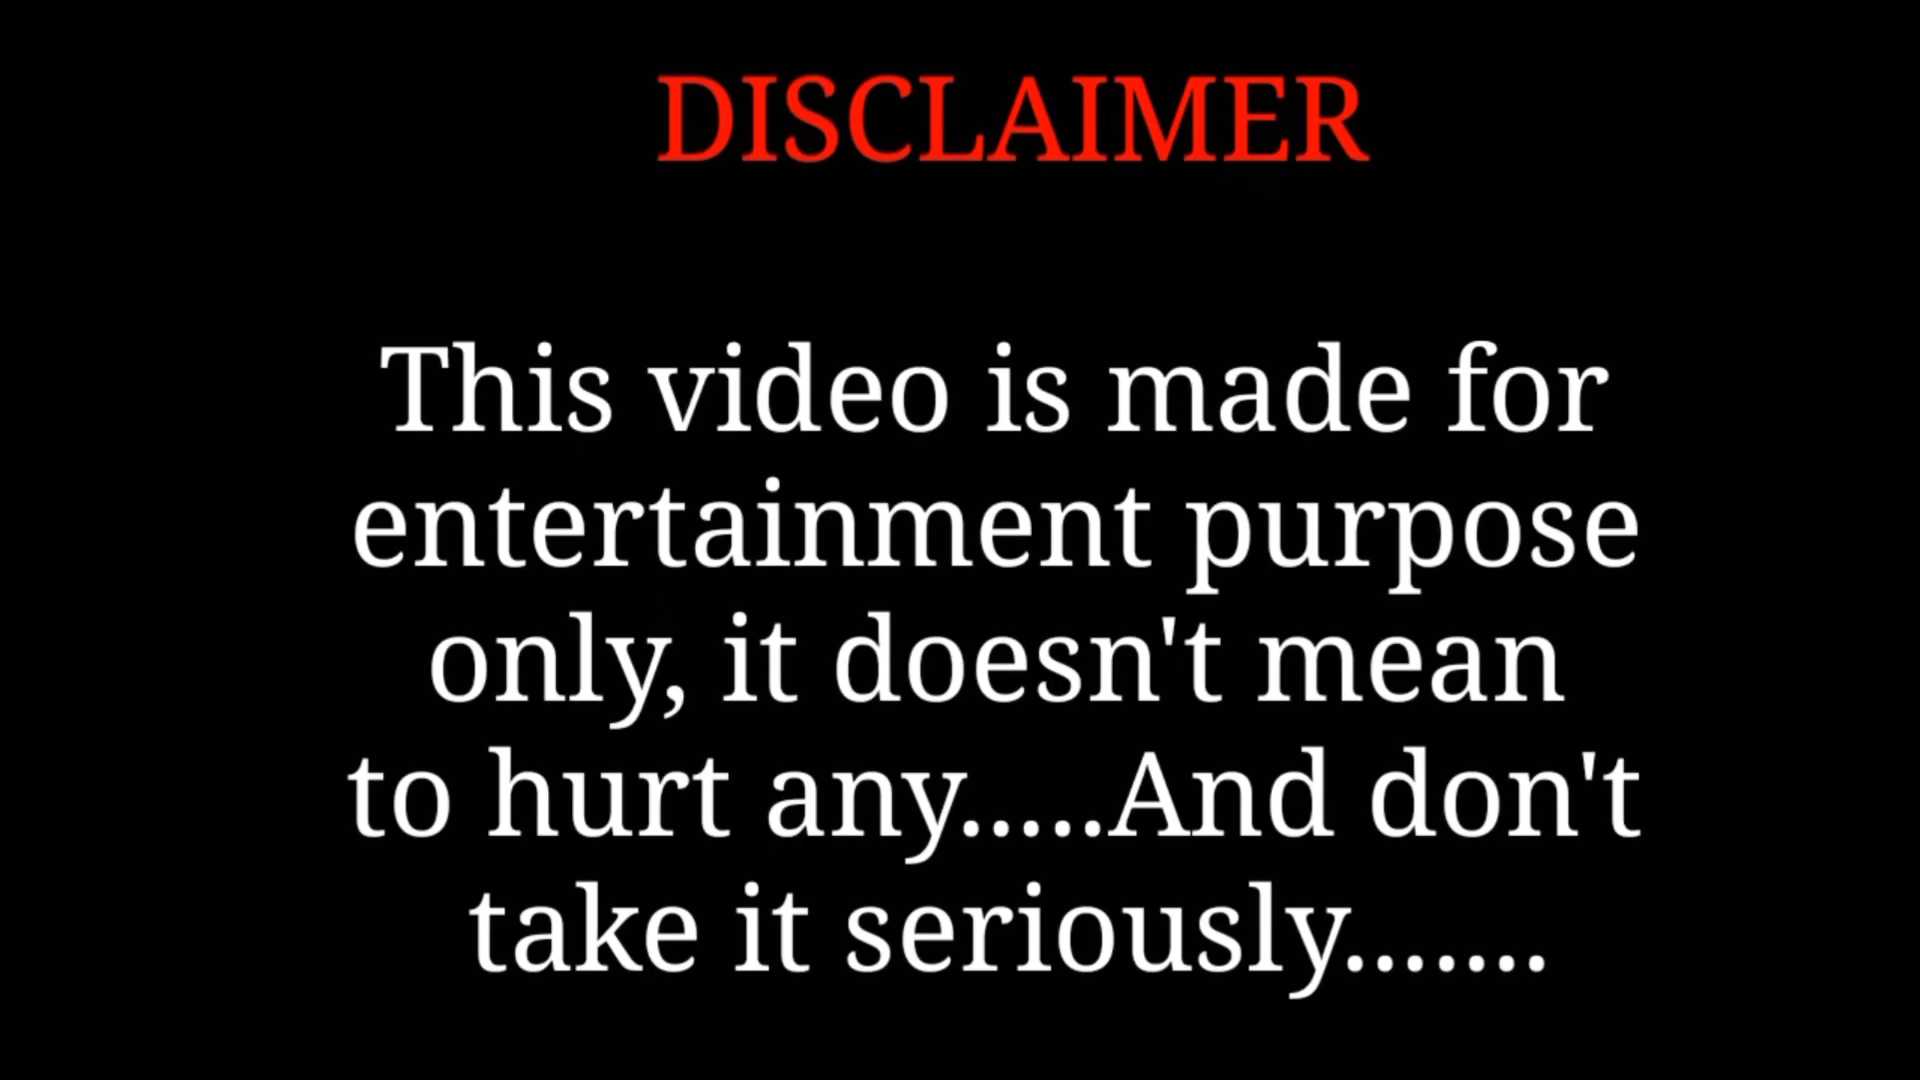 DISCLAIMER
This video is made for
entertainment purpose
only, it doesn't mean
to hurt any.....And don't
take it seriously.......